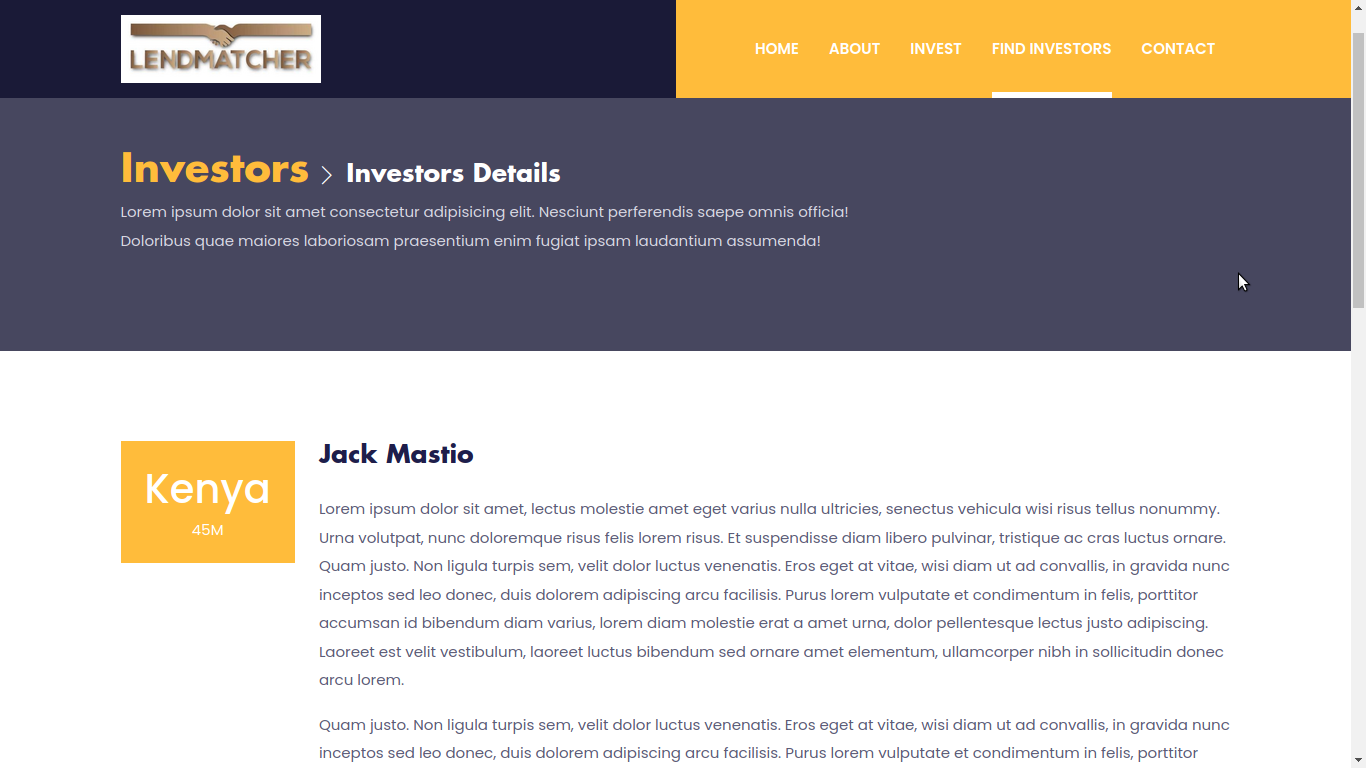 LENDMATCHER
HOME ABOUT INVEST FIND INVESTORS CONTACT
Investors > Investors Details
Lorem ipsum dolor sit amet consectetur adipisicing elit. Nesciunt perferendis saepe omnis officia!
Doloribus quae maiores laboriosam praesentium enim fugiat ipsam laudantium assumenda!
Kenya
45M
Jack Mastio
Lorem ipsum dolor sit amet, lectus molestie amet eget varius nulla ultricies, senectus vehicula wisi risus tellus nonummy.
Urna volutpat, nunc doloremque risus felis lorem risus. Et suspendisse diam libero pulvinar, tristique ac cras luctus ornare.
Quam justo. Non ligula turpis sem, velit dolor luctus venenatis. Eros eget at vitae, wisi diam ut ad convallis, in gravida nunc
inceptos sed leo donec, duis dolorem adipiscing arcu facilisis. Purus lorem vulputate et condimentum in felis, porttitor
accumsan id bibendum diam varius, lorem diam molestie erat a amet urna, dolor pellentesque lectus justo adipiscing.
Laoreet est velit vestibulum, laoreet luctus bibendum sed ornare amet elementum, ullamcorper nibh in sollicitudin donec
arcu lorem.
Quam justo. Non ligula turpis sem, velit dolor luctus venenatis. Eros eget at vitae, wisi diam ut ad convallis, in gravida nunc
inceptos sed leo donec, duis dolorem adipiscing arcu facilisis. Purus lorem vulputate et condimentum in felis, porttitor